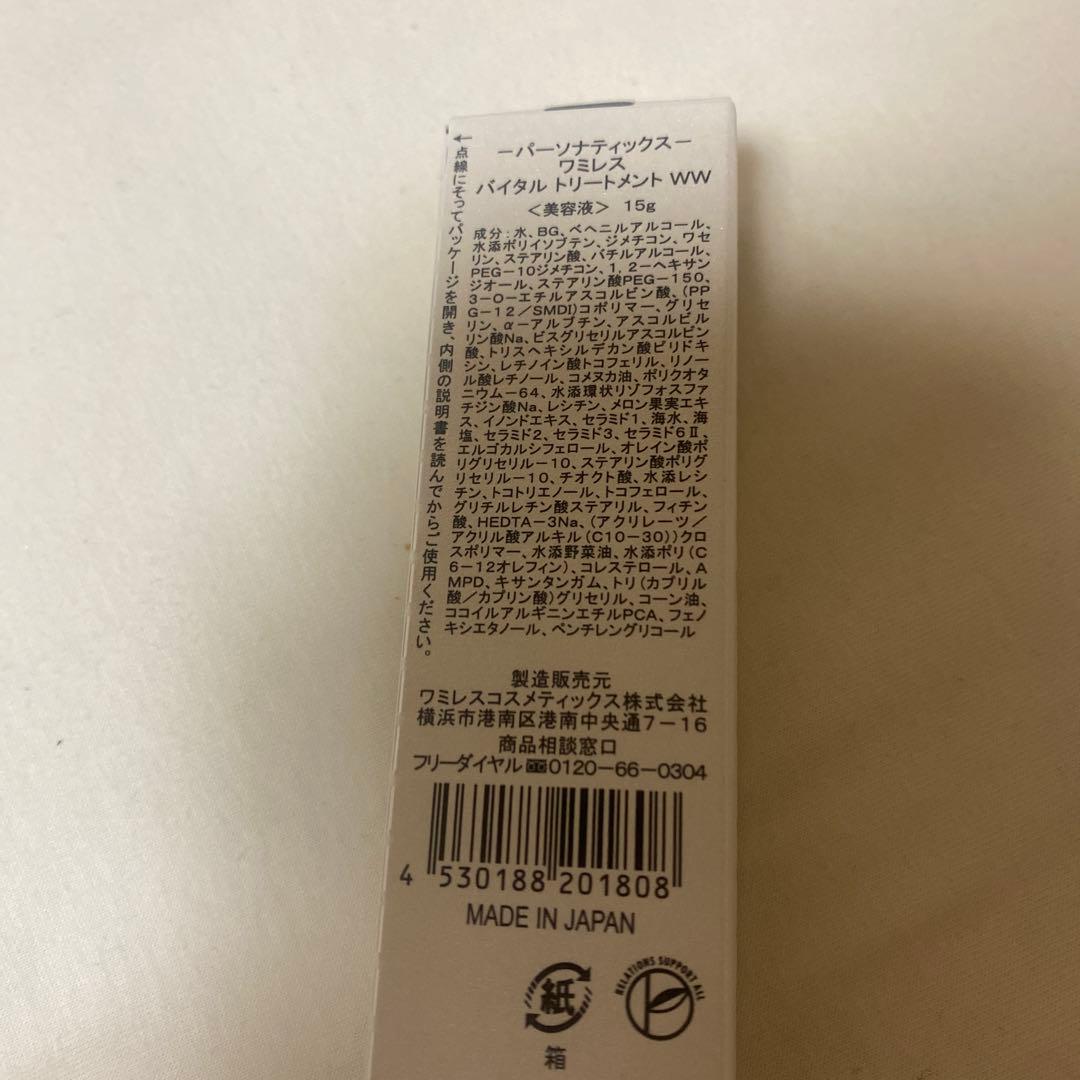 ←点線にそってパッケージを開き、内側の説明書を読んでからご使用ください。
−パーソナティックス−
ワミレス
バイタル トリートメント WW
＜美容液＞ 15g
成分：水、BG、ベヘニルアルコール、
水添ポリイソブテン、ジメチコン、ワセ
リン、ステアリン酸、バチルアルコール、
PEG−10ジメチコン、1，2−ヘキサン
ジオール、ステアリン酸PEG−150、
3−O−エチルアスコルビン酸、（PP
G−12／SMDI）コポリマー、グリセ
リン、α−アルブチン、アスコルビル
リン酸Na、ビスグリセリルアスコルビン
酸、トリスヘキシルデカン酸ピリドキ
シン、レチノイン酸トコフェリル、リノー
ル酸レチノール、コメヌカ油、ポリクオタ
ニウム−64、水添環状リゾフォスファ
チジン酸Na、レシチン、メロン果実エキ
ス、イノンドエキス、セラミド1、海水、海
塩、セラミド2、セラミド3、セラミド6Ⅱ、
エルゴカルシフェロール、オレイン酸ポ
リグリセリル−10、ステアリン酸ポリグ
リセリル−10、チオクト酸、水添レシ
チン、トコトリエノール、トコフェロール、
グリチルレチン酸ステアリル、フィチン
酸、HEDTA−3Na、（アクリレーツ／
アクリル酸アルキル（C10−30））クロ
スポリマー、水添野菜油、水添ポリ（C
6−12オレフィン）、コレステロール、A
MPD、キサンタンガム、トリ（カプリル
酸／カプリン酸）グリセリル、コーン油、
ココイルアルギニンエチルPCA、フェノ
キシエタノール、ペンチレングリコール
製造販売元
ワミレスコスメティックス株式会社
横浜市港南区港南中央通7−16
商品相談窓口
フリーダイヤル 0120−66−0304
4 530188 201808
MADE IN JAPAN
RELATIONS SUPPORT ALL
紙
箱